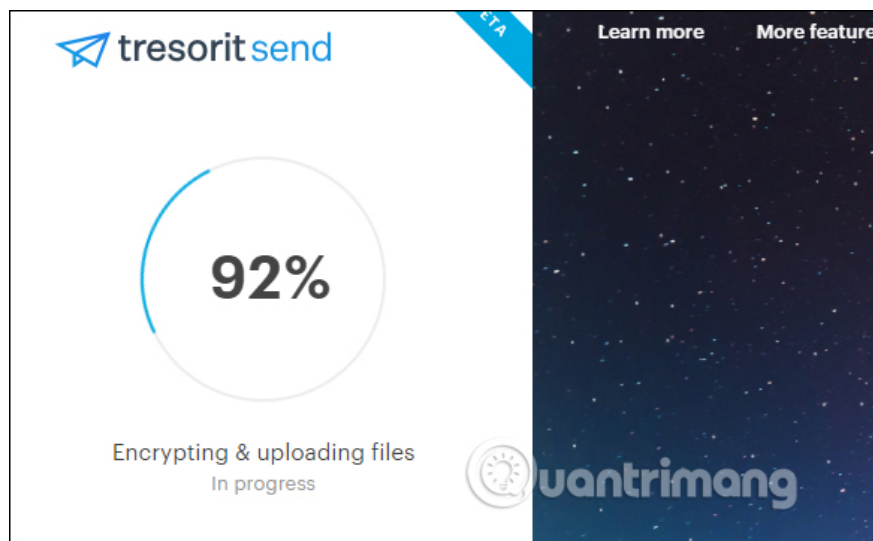 tresorit send
ETA
Learn more
More feature
92%
Encrypting & uploading files
In progress
Quantrimang